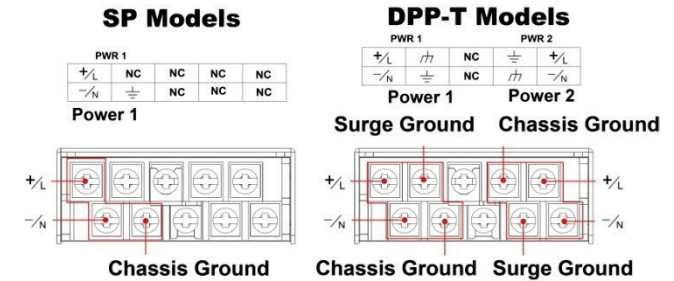 SP Models
DPP-T Models
PWR 1
+/L NC NC NC NC
-/N NC NC NC
Power 1
PWR 1 PWR 2
+/L NC +/L
-/N NC -/N
Power 1 Power 2
Surge Ground Chassis Ground
+/L
-/N
Chassis Ground
+/L +/L
-/N -/N
Chassis Ground Surge Ground